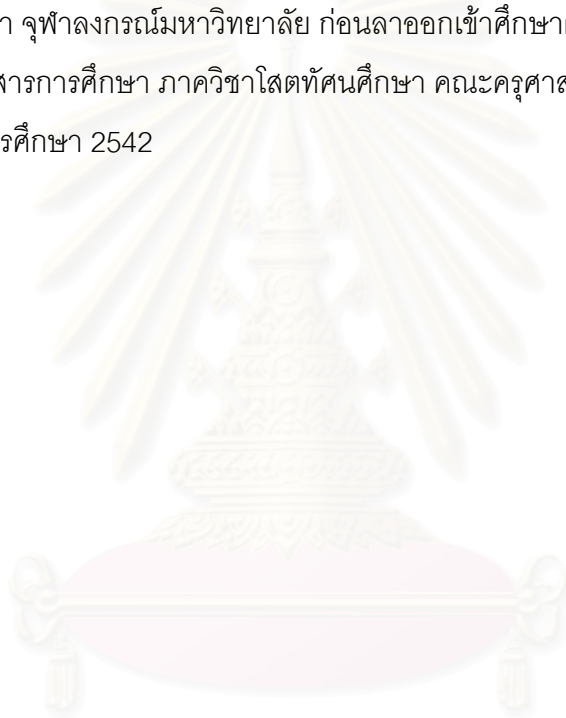 า จุฬาลงกรณ์มหาวิทยาลัย ก่อนลาออกเข้าศึกษา
สารการศึกษา ภาควิชาโสตทัศนศึกษา คณะครุศาส
รศึกษา 2542